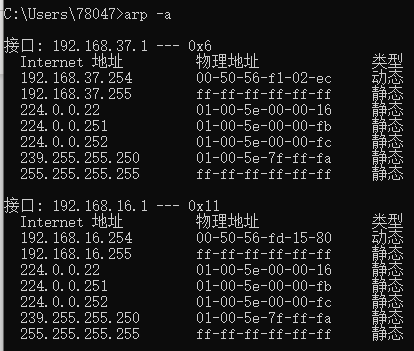 C:\Users\78047>arp -a
接口: 192.168.37.1 --- 0x6
Internet 地址 物理地址 类型
192.168.37.254 00-50-56-f1-02-ec 动态
192.168.37.255 ff-ff-ff-ff-ff-ff 静态
224.0.0.22 01-00-5e-00-00-16 静态
224.0.0.251 01-00-5e-00-00-fb 静态
224.0.0.252 01-00-5e-00-00-fc 静态
239.255.255.250 01-00-5e-7f-ff-fa 静态
255.255.255.255 ff-ff-ff-ff-ff-ff 静态
接口: 192.168.16.1 --- 0x11
Internet 地址 物理地址 类型
192.168.16.254 00-50-56-fd-15-80 动态
192.168.16.255 ff-ff-ff-ff-ff-ff 静态
224.0.0.22 01-00-5e-00-00-16 静态
224.0.0.251 01-00-5e-00-00-fb 静态
224.0.0.252 01-00-5e-00-00-fc 静态
239.255.255.250 01-00-5e-7f-ff-fa 静态
255.255.255.255 ff-ff-ff-ff-ff-ff 静态